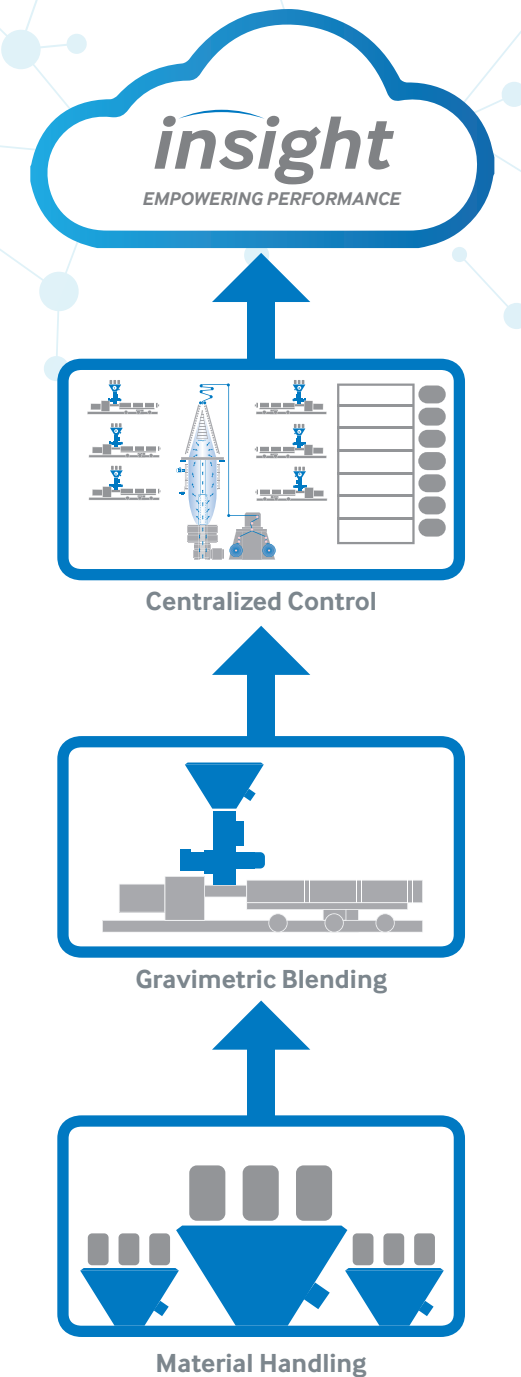 insight
EMPOWERING PERFORMANCE
Centralized Control
Gravimetric Blending
Material Handling